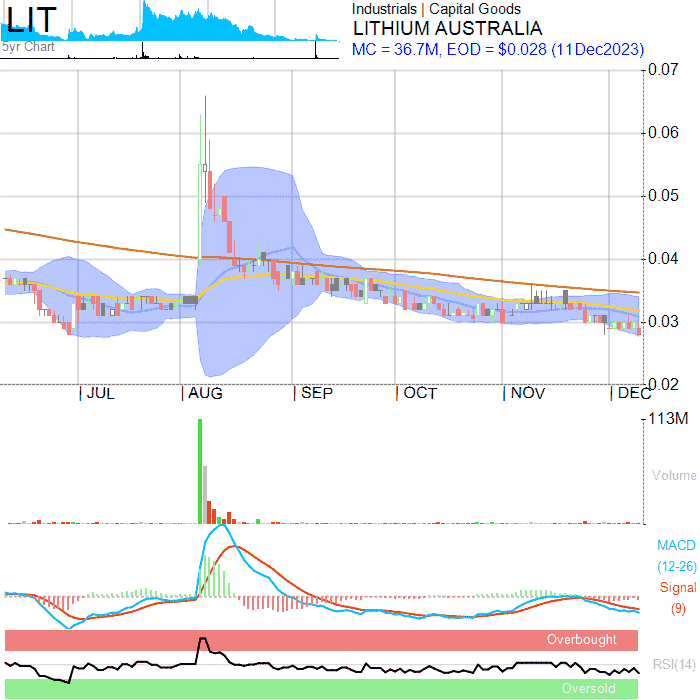 LIT
5yr Chart
Industrials | Capital Goods
LITHIUM AUSTRALIA
MC = 36.7M, EOD = $0.028 (11Dec2023)
0.07
0.06
0.05
0.04
0.03
0.02
JUL AUG SEP OCT NOV DEC
113M
Volume
MACD
(12-26)
Signal
(9)
Overbought
RSI(14)
Oversold